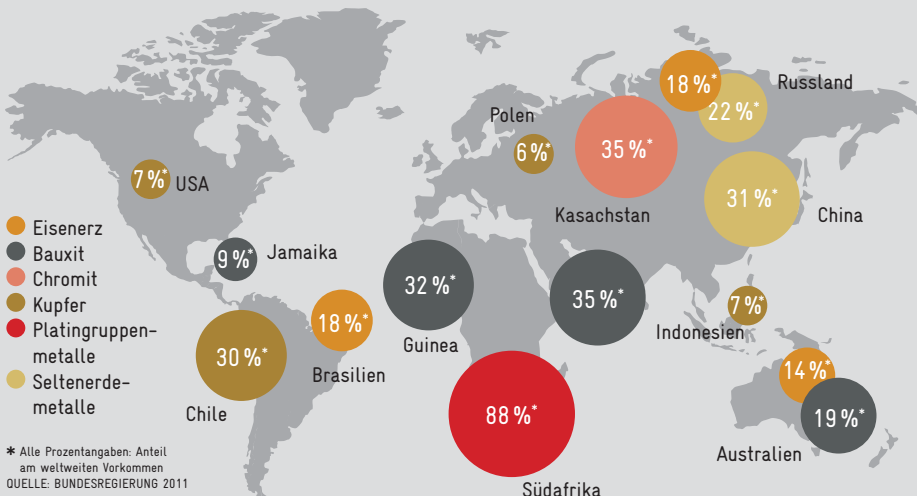 18 %*
Russland
22 %*
Polen
6 %*
35 %*
Kasachstan
7 %* USA
31 %*
China
Eisenerz
Bauxit
Chromit
Kupfer
Platingruppen-
metalle
Seltenerde-
metalle
9 %* Jamaika
32 %*
Guinea
35 %*
7 %*
Indonesien
18 %*
Brasilien
30 %*
Chile
88 %*
Südafrika
14 %*
19 %*
Australien
* Alle Prozentangaben: Anteil
am weltweiten Vorkommen
QUELLE: BUNDESREGIERUNG 2011